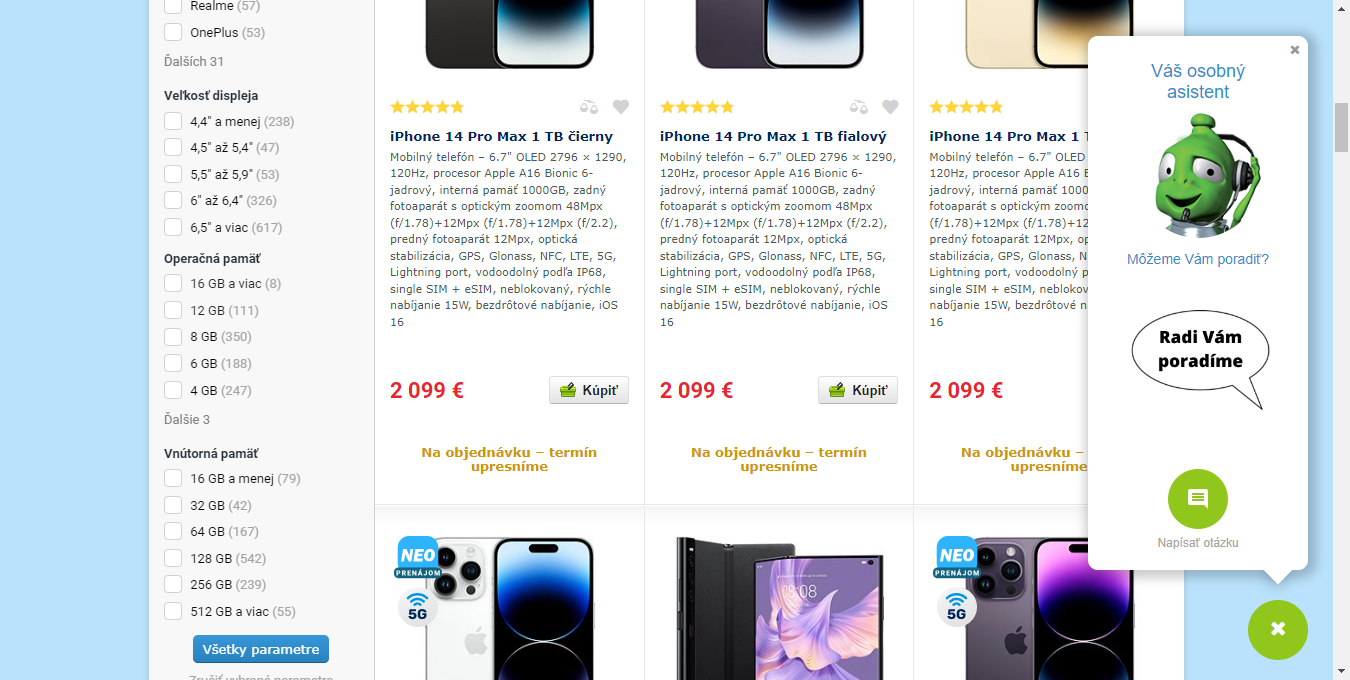 Realme (57)
OnePlus (53)
Ďalších 31
Veľkosť displeja
4,4" a menej (238)
4,5" až 5,4" (47)
5,5" až 5,9" (53)
6" až 6,4" (326)
6,5" a viac (617)
Operačná pamäť
16 GB a viac (8)
12 GB (111)
8 GB (350)
6 GB (188)
4 GB (247)
Ďalšie 3
Vnútorná pamäť
16 GB a menej (79)
32 GB (42)
64 GB (167)
128 GB (542)
256 GB (239)
512 GB a viac (55)
Všetky parametre
Zrušiť vybrané parametre
iPhone 14 Pro Max 1 TB čierny
Mobilný telefón – 6.7" OLED 2796 × 1290,
120Hz, procesor Apple A16 Bionic 6-
jadrový, interná pamäť 1000GB, zadný
fotoaparát s optickým zoomom 48Mpx
(f/1.78)+12Mpx (f/1.78)+12Mpx (f/2.2),
predný fotoaparát 12Mpx, optická
stabilizácia, GPS, Glonass, NFC, LTE, 5G,
Lightning port, vodoodolný podľa IP68,
single SIM + eSIM, neblokovaný, rýchle
nabíjanie 15W, bezdrôtové nabíjanie, iOS
16
2 099 €
Kúpiť
Na objednávku – termín
upresníme
iPhone 14 Pro Max 1 TB fialový
Mobilný telefón – 6.7" OLED 2796 × 1290,
120Hz, procesor Apple A16 Bionic 6-
jadrový, interná pamäť 1000GB, zadný
fotoaparát s optickým zoomom 48Mpx
(f/1.78)+12Mpx (f/1.78)+12Mpx (f/2.2),
predný fotoaparát 12Mpx, optická
stabilizácia, GPS, Glonass, NFC, LTE, 5G,
Lightning port, vodoodolný podľa IP68,
single SIM + eSIM, neblokovaný, rýchle
nabíjanie 15W, bezdrôtové nabíjanie, iOS
16
2 099 €
Kúpiť
Na objednávku – termín
upresníme
iPhone 14 Pro Max 1
Mobilný telefón – 6.7" OLED
120Hz, procesor Apple A16
jadrový, interná pamäť
fotoaparát s optickým
(f/1.78)+12Mpx
predný fotoaparát 12Mpx,
stabilizácia, GPS, Glonass,
Lightning port, vodoodolný
single SIM + eSIM,
nabíjanie 15W, bezdrôtové
16
2 099 €
Na objednávku –
upresníme
NEO
PRENÁJOM
5G
08:08
NEO
PRENÁJOM
5G
Váš osobný
asistent
Môžeme Vám poradiť?
Radi Vám
poradíme
Napísať otázku